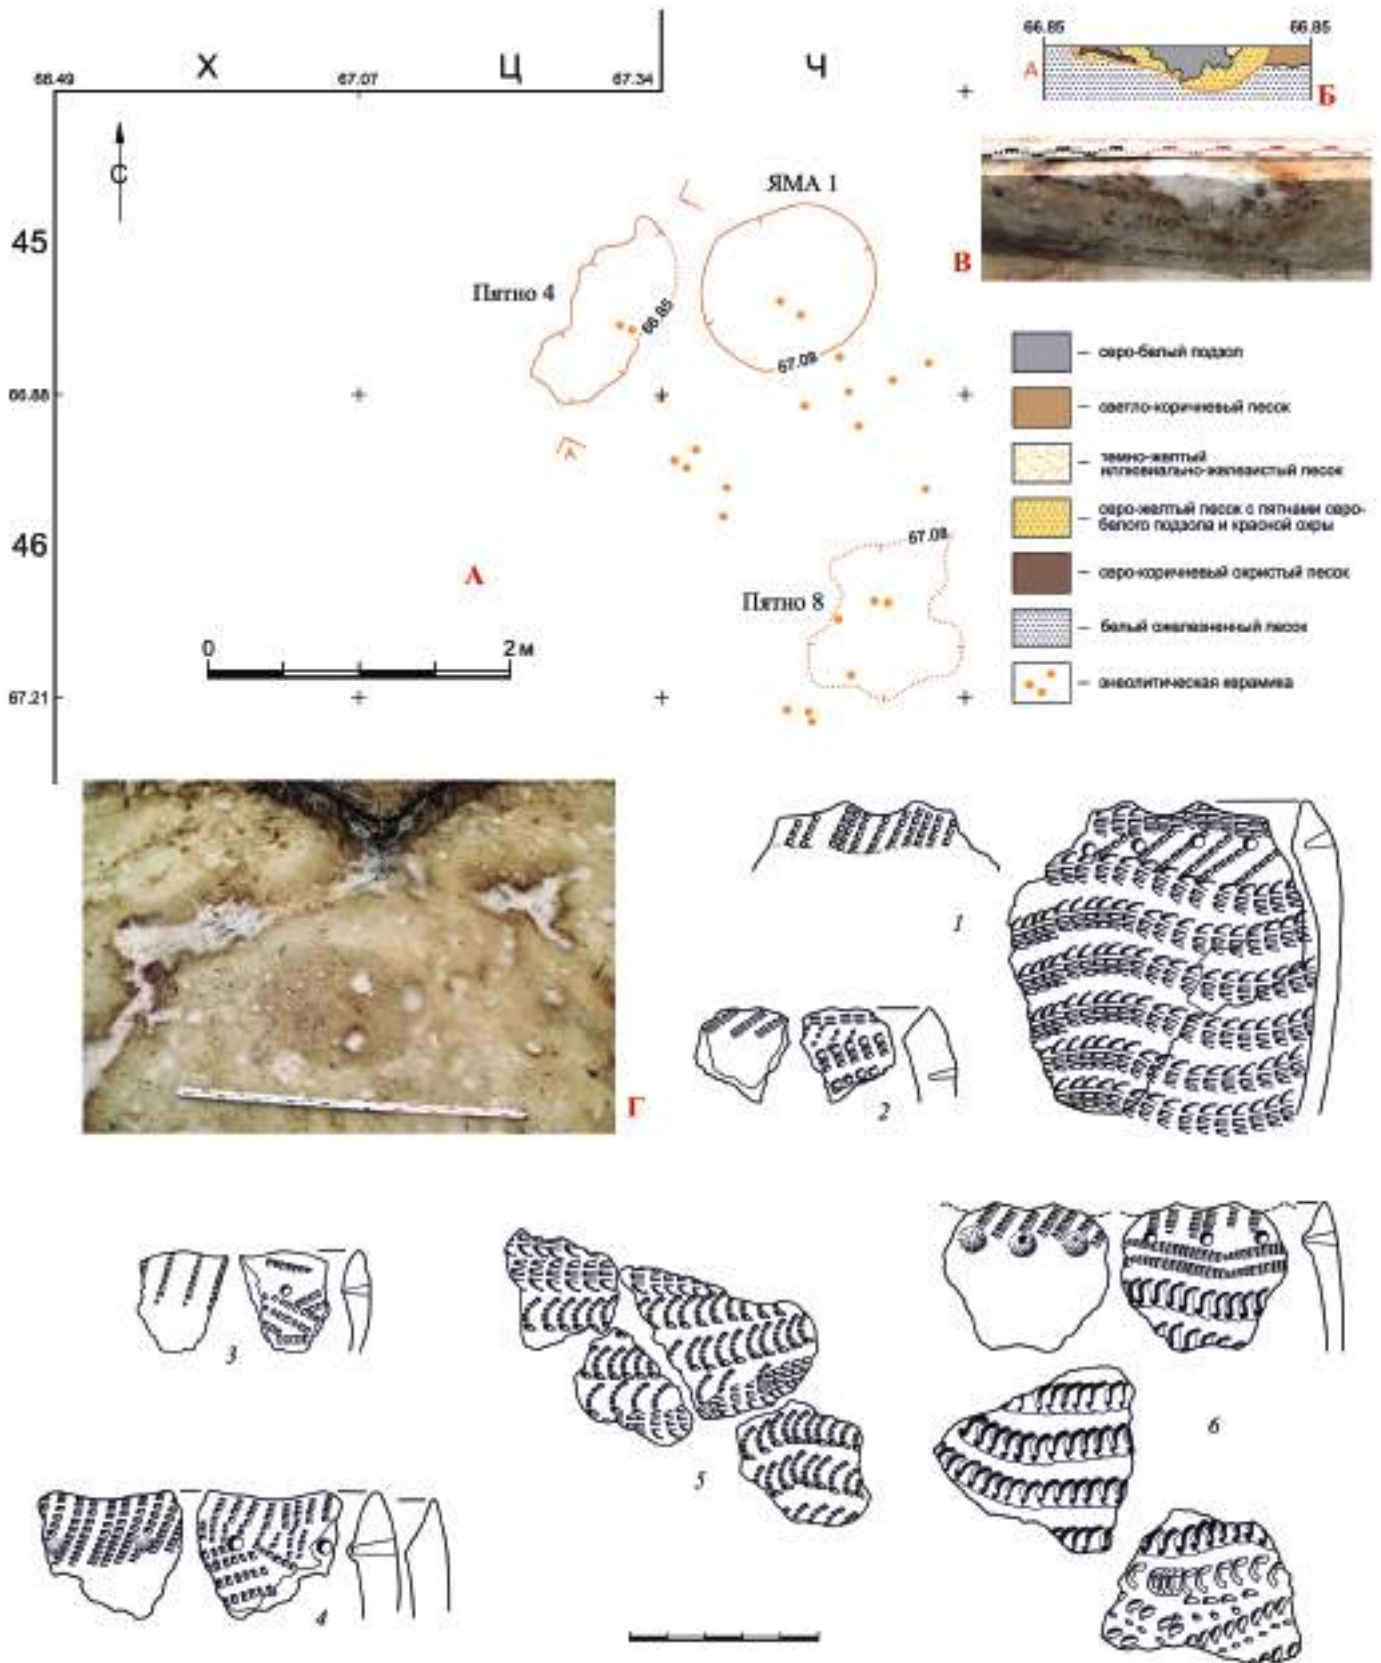 66.85 66.85
А
Б
Х Ц Ч
66.49 67.07 67.34
С
ЯМА 1
В
45
Пятно 4
66.85
67.08
66.88
А
– серо-белый подзол
– светло-коричневый песок
– темно-желтый
иллювиально-железистый песок
– серо-желтый песок с пятнами серо-
белого подзола и красной охры
– серо-коричневый охристый песок
– белый ожелезненный песок
– энеолитическая керамика
46
67.08
А
Пятно 8
0 2 м
67.21
Г
1
2
3
4
5
6